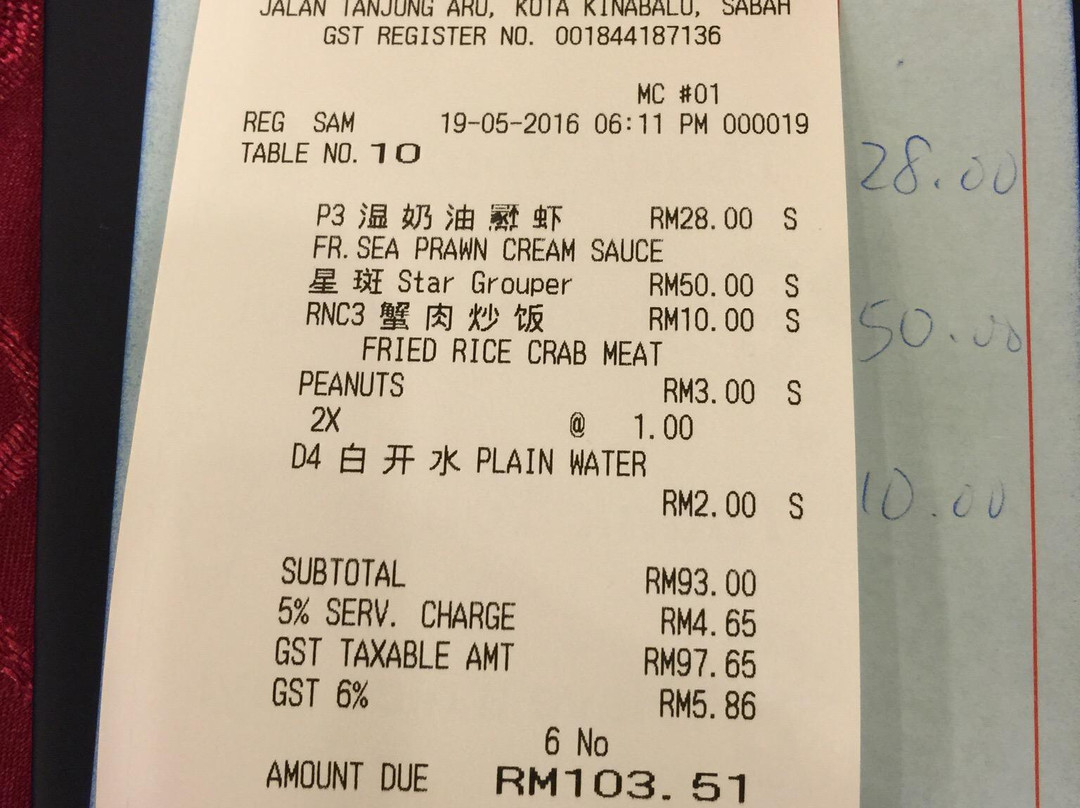 JALAN TANJUNG ARU, KOTA KINABALU, SABAH
GST REGISTER NO. 001844187136
MC #01
REG SAM 19-05-2016 06:11 PM 000019
TABLE NO. 10
28.00
P3 湿 奶 油 虾 RM28.00 S
FR. SEA PRAWN CREAM SAUCE
星 斑 Star Grouper RM50.00 S
RNC3 蟹 肉 炒 饭 RM10.00 S
50.00
FRIED RICE CRAB MEAT
PEANUTS RM3.00 S
2X @ 1.00
D4 白 开 水 PLAIN WATER
10.00
RM2.00 S
SUBTOTAL RM93.00
5% SERV. CHARGE RM4.65
GST TAXABLE AMT RM97.65
GST 6% RM5.86
6 No
AMOUNT DUE RM103.51